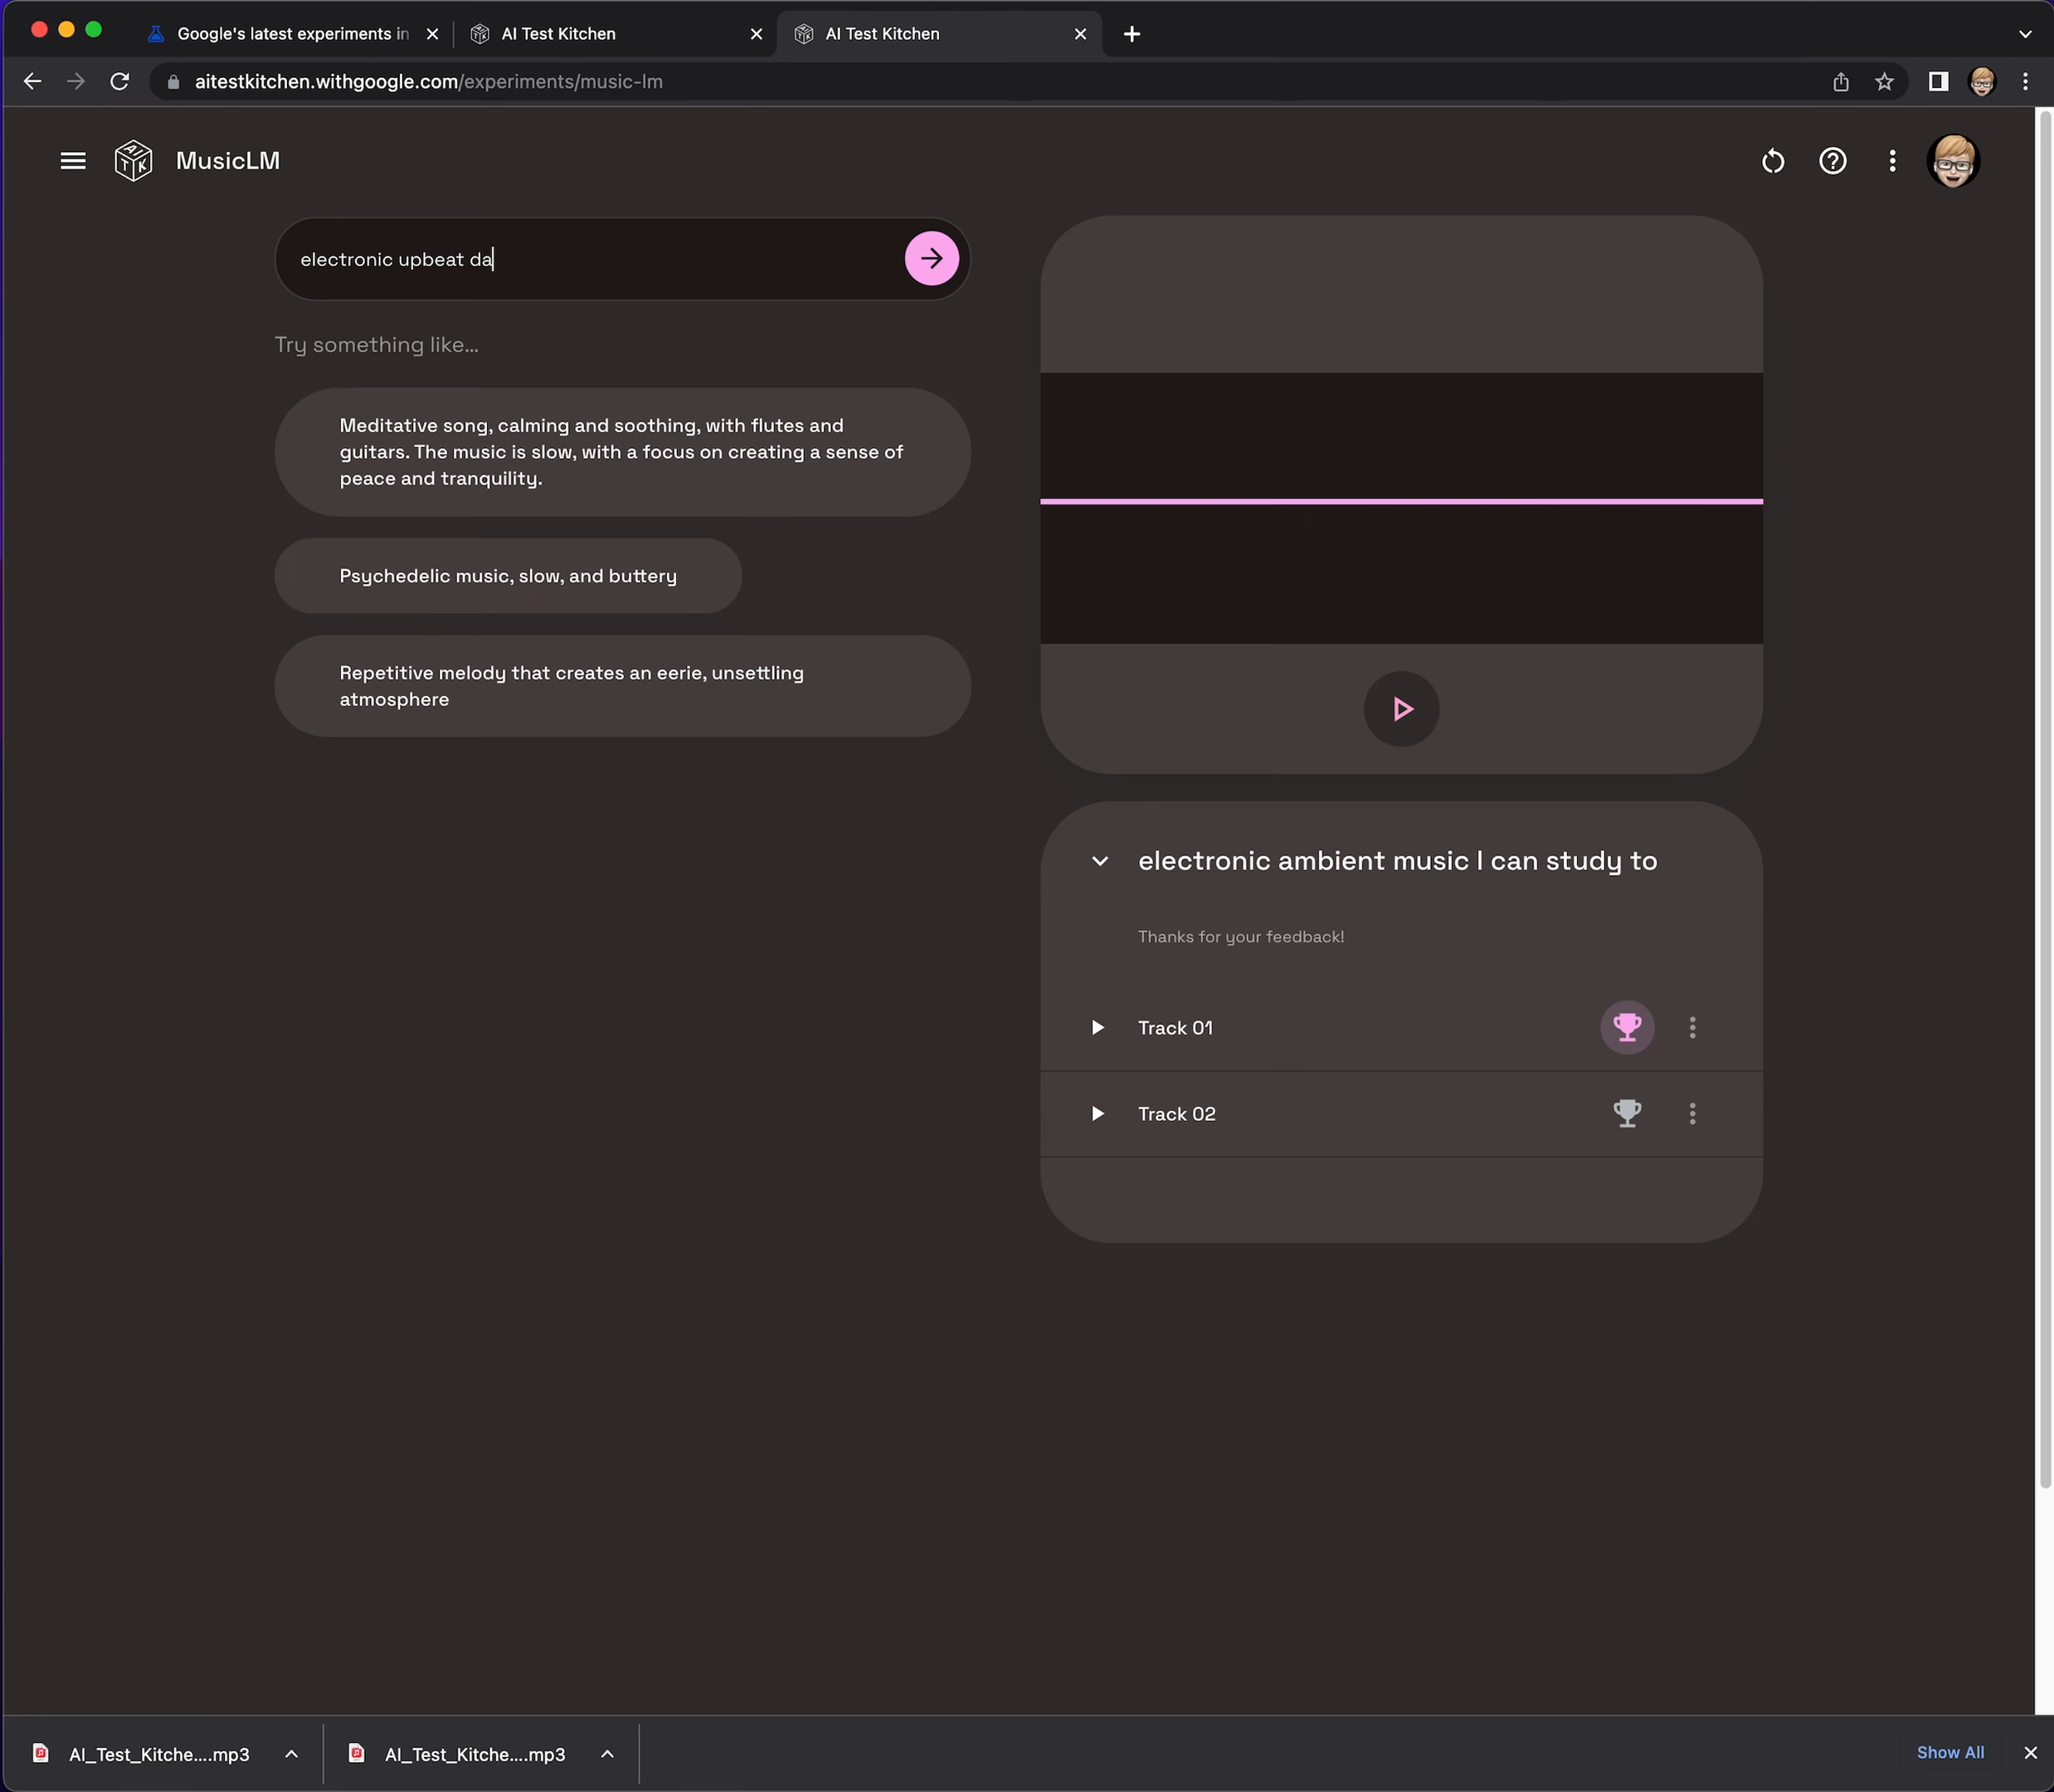 Google's latest experiments in
AI Test Kitchen
AI Test Kitchen
aitestkitchen.withgoogle.com/experiments/music-lm
MusicLM
electronic upbeat da
Try something like...
Meditative song, calming and soothing, with flutes and
guitars. The music is slow, with a focus on creating a sense of
peace and tranquility.
Psychedelic music, slow, and buttery
Repetitive melody that creates an eerie, unsettling
atmosphere
electronic ambient music I can study to
Thanks for your feedback!
Track 01
Track 02
AI_Test_Kitche....mp3
AI_Test_Kitche....mp3
Show All